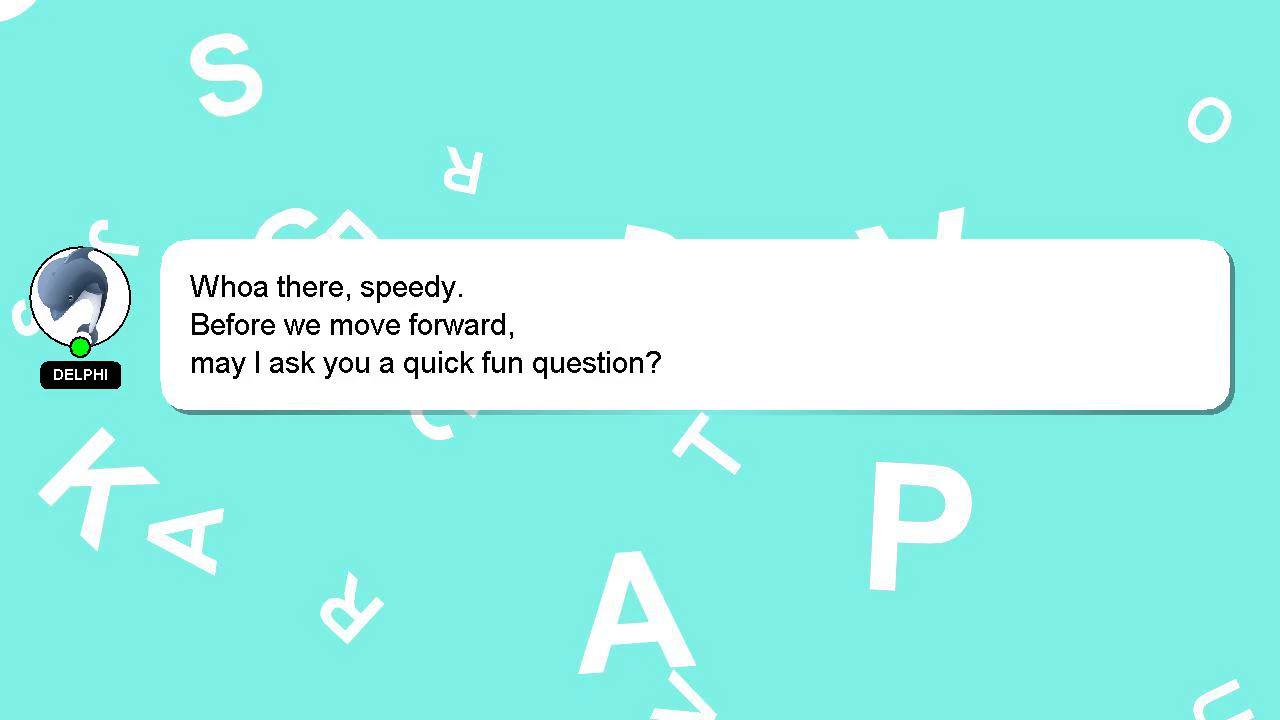 S
O
R
J
Whoa there, speedy.
Before we move forward,
may I ask you a quick fun question?
DELPHI
T
K
P
A
R
A